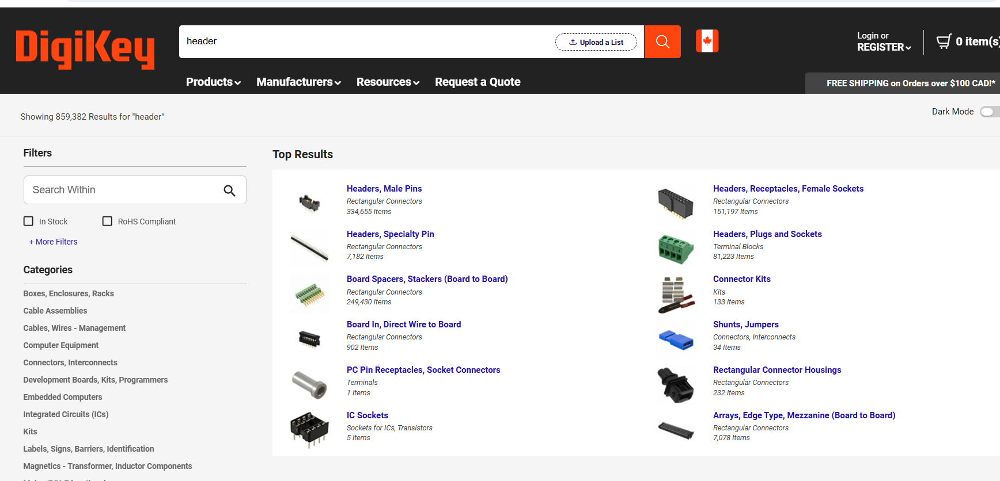 DigiKey
header
Upload a List
Login or
REGISTER
0 item(s)
Products
Manufacturers
Resources
Request a Quote
FREE SHIPPING on Orders over $100 CAD!*
Showing 859,382 Results for "header"
Dark Mode
Filters
Search Within
In Stock
RoHS Compliant
+ More Filters
Categories
Boxes, Enclosures, Racks
Cable Assemblies
Cables, Wires - Management
Computer Equipment
Connectors, Interconnects
Development Boards, Kits, Programmers
Embedded Computers
Integrated Circuits (ICs)
Kits
Labels, Signs, Barriers, Identification
Magnetics - Transformer, Inductor Components
Top Results
Headers, Male Pins
Rectangular Connectors
334,655 Items
Headers, Receptacles, Female Sockets
Rectangular Connectors
151,197 Items
Headers, Specialty Pin
Rectangular Connectors
7,182 Items
Headers, Plugs and Sockets
Terminal Blocks
81,223 Items
Board Spacers, Stackers (Board to Board)
Rectangular Connectors
249,430 Items
Connector Kits
Kits
133 Items
Board In, Direct Wire to Board
Rectangular Connectors
902 Items
Shunts, Jumpers
Connectors, Interconnects
34 Items
PC Pin Receptacles, Socket Connectors
Terminals
1 Items
Rectangular Connector Housings
Rectangular Connectors
232 Items
IC Sockets
Sockets for ICs, Transistors
5 Items
Arrays, Edge Type, Mezzanine (Board to Board)
Rectangular Connectors
7,078 Items